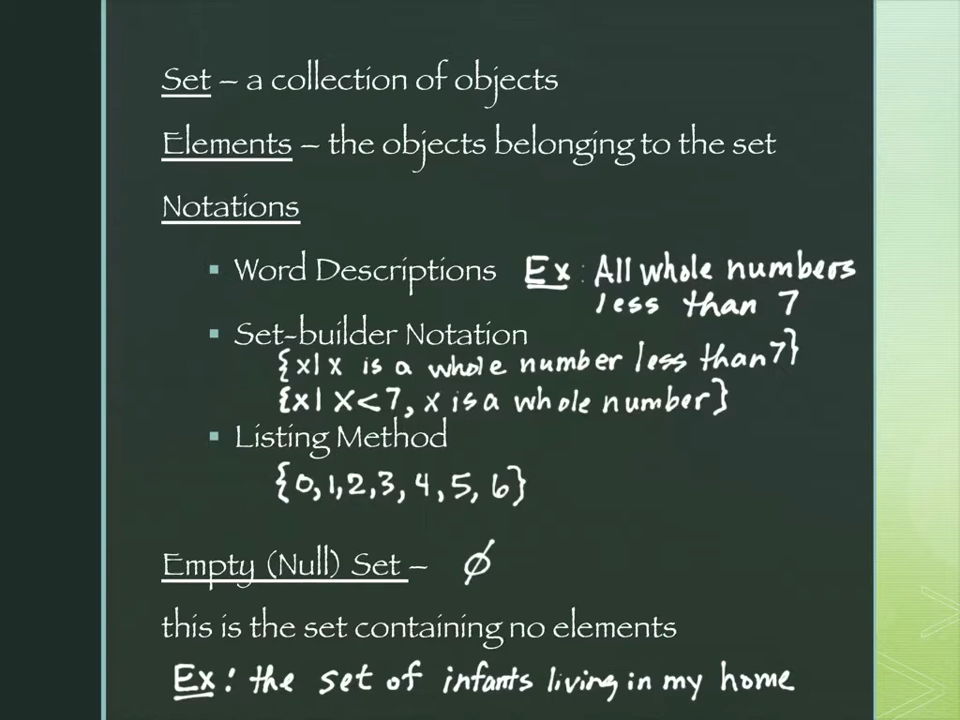 Set – a collection of objects
Elements – the objects belonging to the set
Notations
▪ Word Descriptions Ex: All whole numbers
less than 7
▪ Set-builder Notation
{x|x is a whole number less than 7}
{x|x<7, x is a whole number}
▪ Listing Method
{0,1,2,3,4,5,6}
Empty (Null) Set – ∅
this is the set containing no elements
Ex: the set of infants living in my home